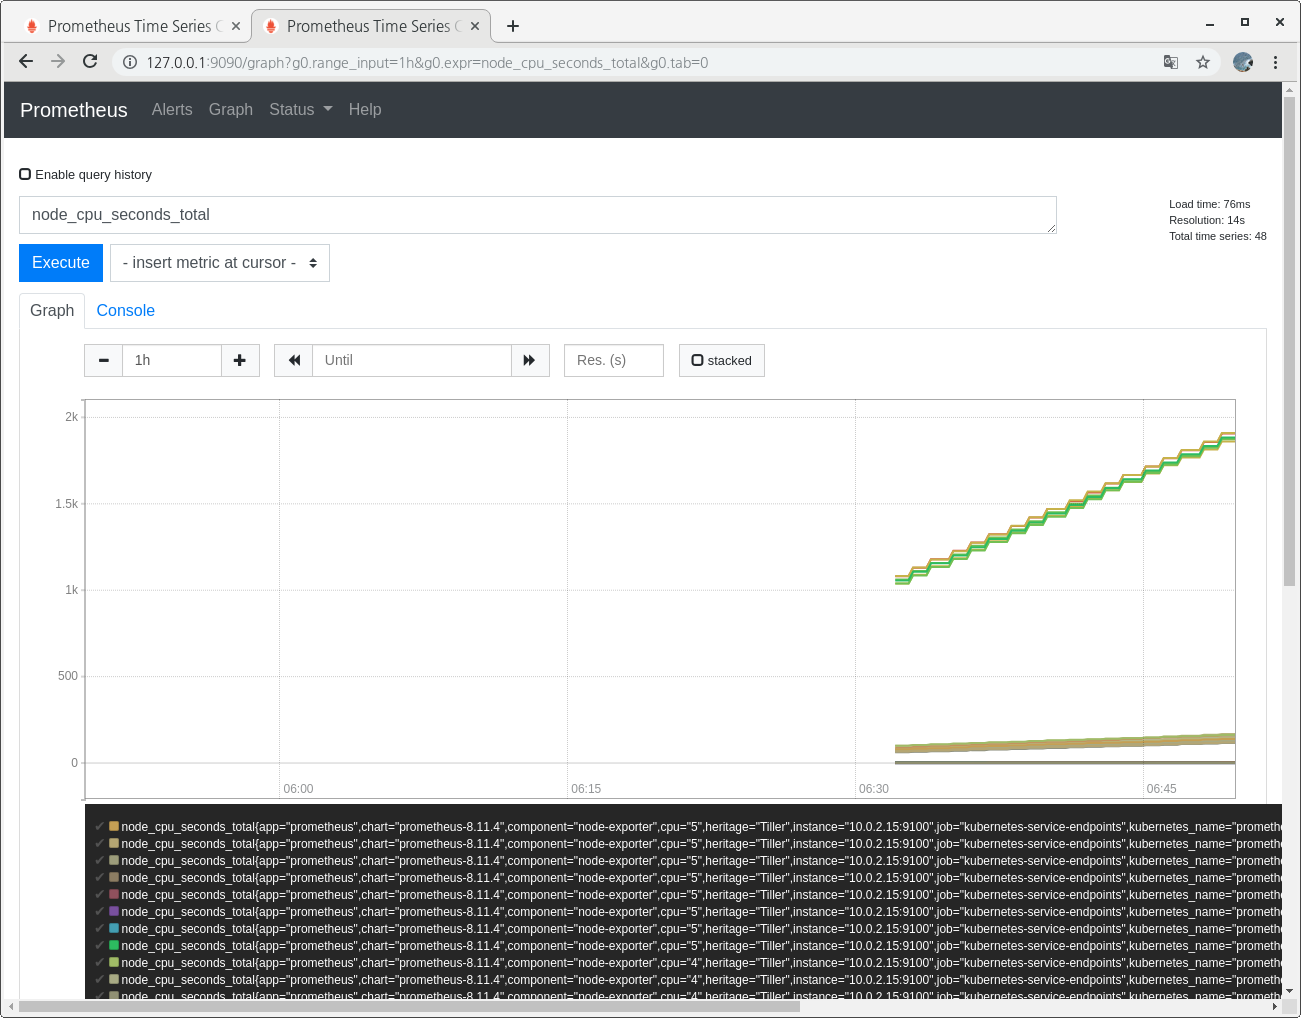 Prometheus Time Series C
Prometheus Time Series C
127.0.0.1:9090/graph?g0.range_input=1h&g0.expr=node_cpu_seconds_total&g0.tab=0
Prometheus Alerts Graph Status Help
Enable query history
node_cpu_seconds_total
Load time: 76ms
Resolution: 14s
Total time series: 48
Execute - insert metric at cursor -
Graph Console
1h Until Res. (s) stacked
2k
1.5k
1k
500
0
06:00 06:15 06:30 06:45
node_cpu_seconds_total{app="prometheus",chart="prometheus-8.11.4",component="node-exporter",cpu="5",heritage="Tiller",instance="10.0.2.15:9100",job="kubernetes-service-endpoints",kubernetes_name="prometh
node_cpu_seconds_total{app="prometheus",chart="prometheus-8.11.4",component="node-exporter",cpu="5",heritage="Tiller",instance="10.0.2.15:9100",job="kubernetes-service-endpoints",kubernetes_name="prometh
node_cpu_seconds_total{app="prometheus",chart="prometheus-8.11.4",component="node-exporter",cpu="5",heritage="Tiller",instance="10.0.2.15:9100",job="kubernetes-service-endpoints",kubernetes_name="prometh
node_cpu_seconds_total{app="prometheus",chart="prometheus-8.11.4",component="node-exporter",cpu="5",heritage="Tiller",instance="10.0.2.15:9100",job="kubernetes-service-endpoints",kubernetes_name="prometh
node_cpu_seconds_total{app="prometheus",chart="prometheus-8.11.4",component="node-exporter",cpu="5",heritage="Tiller",instance="10.0.2.15:9100",job="kubernetes-service-endpoints",kubernetes_name="prometh
node_cpu_seconds_total{app="prometheus",chart="prometheus-8.11.4",component="node-exporter",cpu="5",heritage="Tiller",instance="10.0.2.15:9100",job="kubernetes-service-endpoints",kubernetes_name="prometh
node_cpu_seconds_total{app="prometheus",chart="prometheus-8.11.4",component="node-exporter",cpu="5",heritage="Tiller",instance="10.0.2.15:9100",job="kubernetes-service-endpoints",kubernetes_name="prometh
node_cpu_seconds_total{app="prometheus",chart="prometheus-8.11.4",component="node-exporter",cpu="5",heritage="Tiller",instance="10.0.2.15:9100",job="kubernetes-service-endpoints",kubernetes_name="prometh
node_cpu_seconds_total{app="prometheus",chart="prometheus-8.11.4",component="node-exporter",cpu="4",heritage="Tiller",instance="10.0.2.15:9100",job="kubernetes-service-endpoints",kubernetes_name="prometh
node_cpu_seconds_total{app="prometheus",chart="prometheus-8.11.4",component="node-exporter",cpu="4",heritage="Tiller",instance="10.0.2.15:9100",job="kubernetes-service-endpoints",kubernetes_name="prometh
node_cpu_seconds_total{app="prometheus",chart="prometheus-8.11.4",component="node-exporter",cpu="4",heritage="Tiller",instance="10.0.2.15:9100",job="kubernetes-service-endpoints",kubernetes_name="prometh